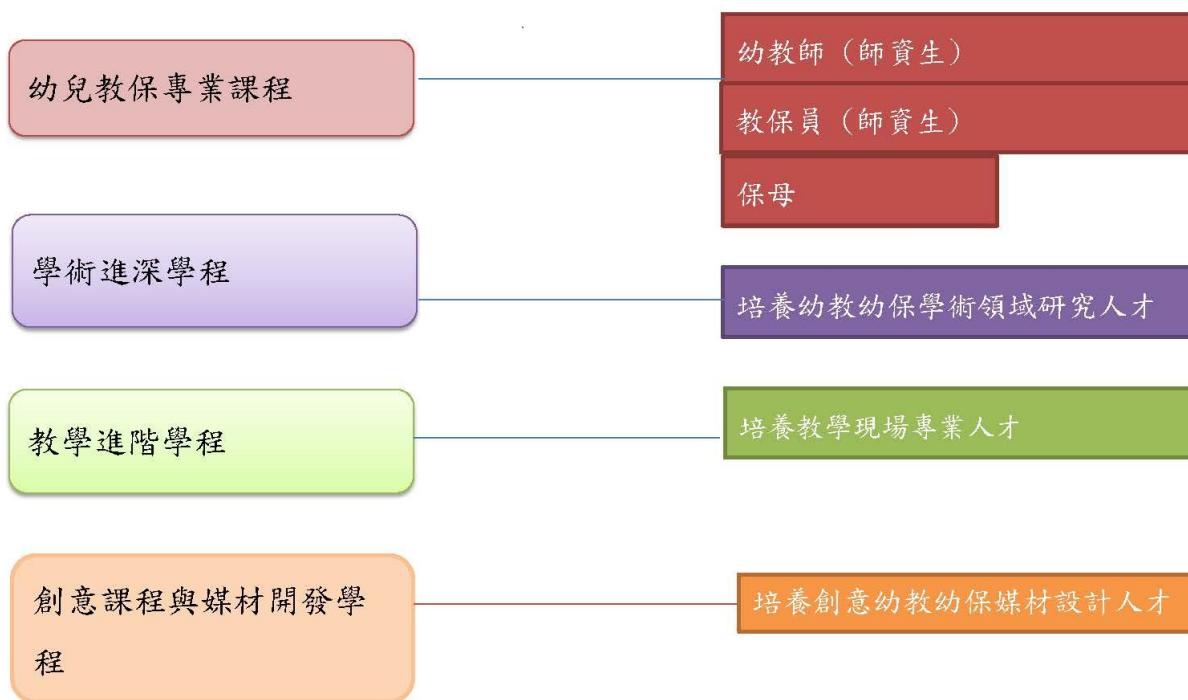 幼兒教保專業課程
幼教師（師資生）
教保員（師資生）
保母
學術進深學程
培養幼教幼保學術領域研究人才
教學進階學程
培養教學現場專業人才
創意課程與媒材開發學
程
培養創意幼教幼保媒材設計人才